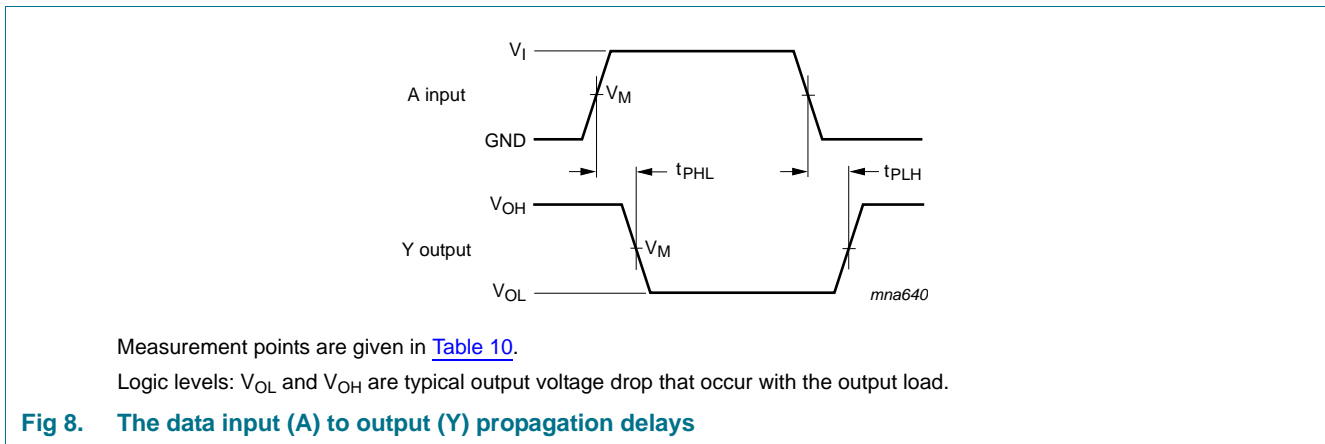 V_I
A input
V_M
GND
t_PHL
t_PLH
V_OH
Y output
V_M
V_OL
mna640
Measurement points are given in Table 10.
Logic levels: V_OL and V_OH are typical output voltage drop that occur with the output load.
Fig 8. The data input (A) to output (Y) propagation delays